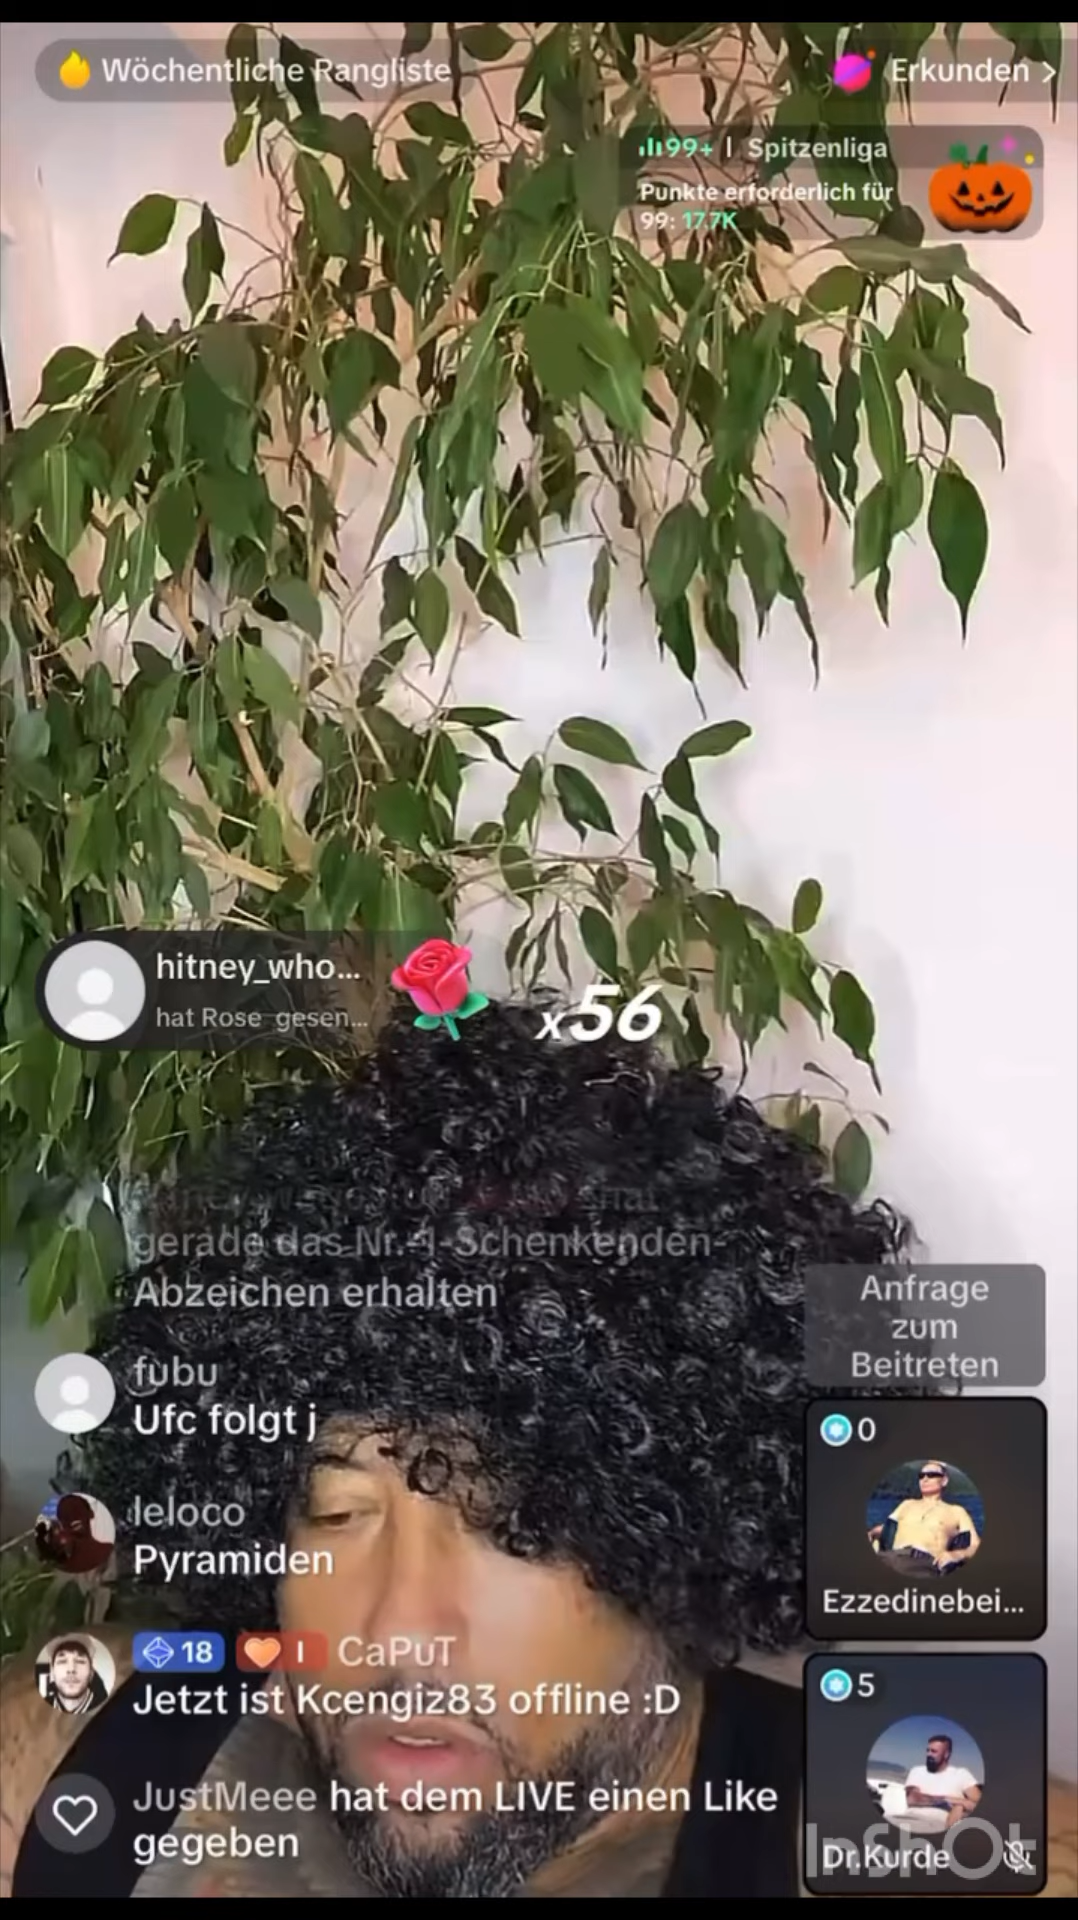 Wöchentliche Rangliste
Erkunden >
99+ | Spitzenliga
Punkte erforderlich für
99: 17.7K
hitney_who...
hat Rose gesen...
x56
gerade das Nr.-1-Schenkenden-
Abzeichen erhalten
fubu
Ufc folgt j
leloco
Pyramiden
18 I CaPuT
Jetzt ist Kcengiz83 offline :D
JustMeee hat dem LIVE einen Like
gegeben
Anfrage
zum
Beitreten
0
Ezzedinebei...
5
Dr.Kurde
InShOt